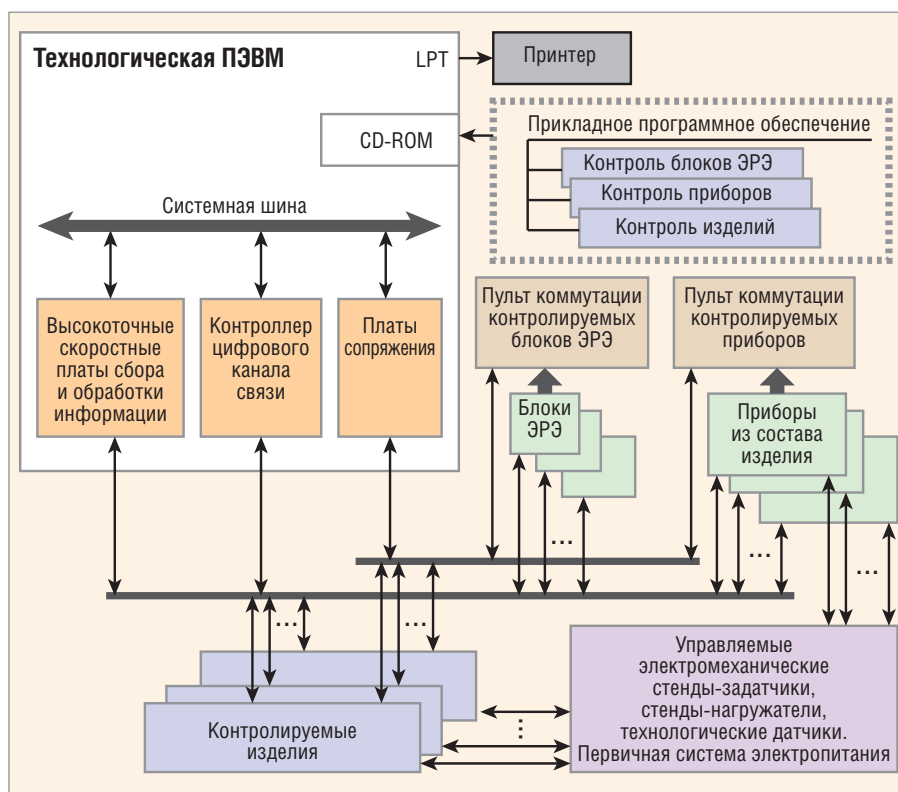 Технологическая ПЭВМ
LPT
Принтер
CD-ROM
Прикладное программное обеспечение
Контроль блоков ЭРЭ
Контроль приборов
Контроль изделий
Системная шина
Высокоточные
скоростные
платы сбора
и обработки
информации
Контроллер
цифрового
канала
связи
Платы
сопряжения
Пульт коммутации
контролируемых
блоков ЭРЭ
Пульт коммутации
контролируемых
приборов
Блоки
ЭРЭ
Приборы
из состава
изделия
...
...
...
...
...
Контролируемые
изделия
...
Управляемые
электромеханические
стенды-задатчики,
стенды-нагружатели,
технологические датчики.
Первичная система электропитания